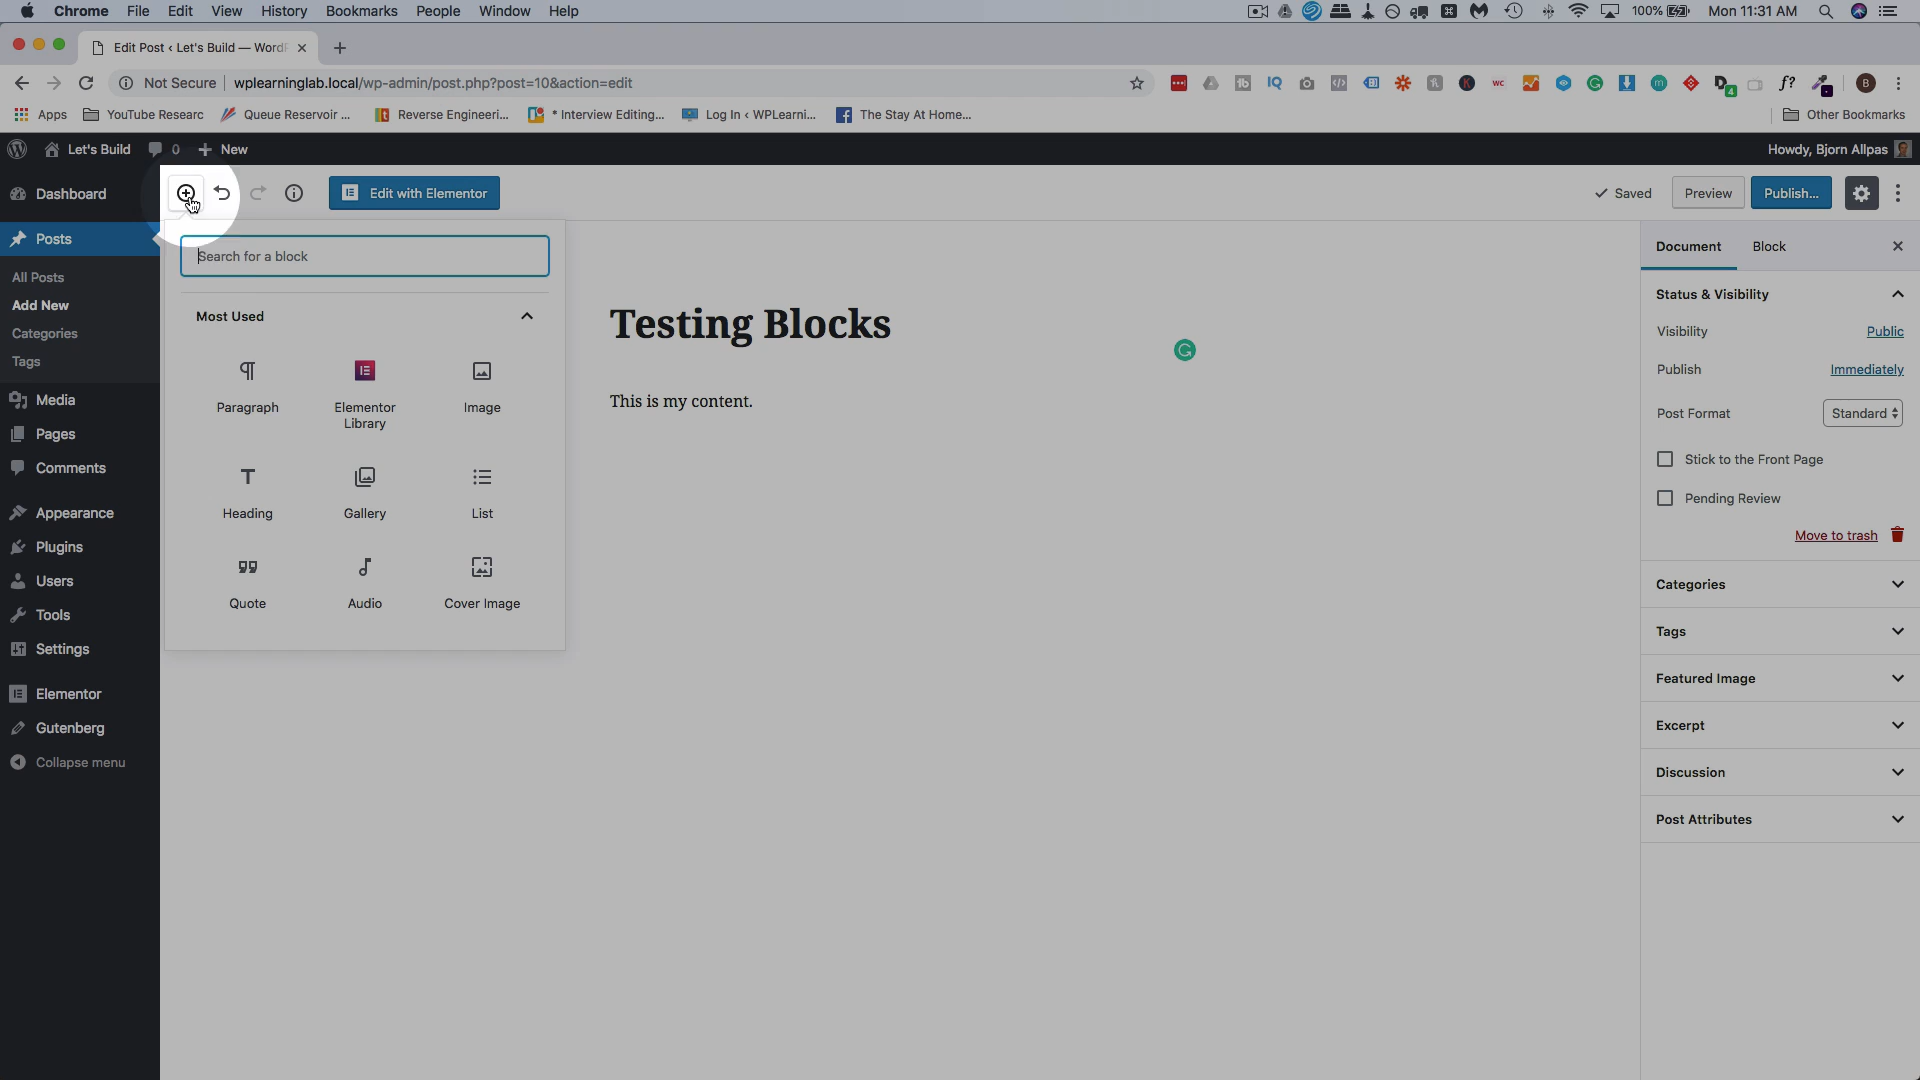 Chrome File Edit View History Bookmarks People Window Help
100% Mon 11:31 AM
Edit Post ‹ Let's Build — WordP
Not Secure wplearninglab.local/wp-admin/post.php?post=10&action=edit
Apps YouTube Researc Queue Reservoir ... Reverse Engineeri... * Interview Editing... Log In ‹ WPLearni... The Stay At Home... Other Bookmarks
Let's Build 0 New Howdy, Bjorn Allpas
Dashboard
Posts
All Posts
Add New
Categories
Tags
Media
Pages
Comments
Appearance
Plugins
Users
Tools
Settings
Elementor
Gutenberg
Collapse menu
Edit with Elementor
Saved Preview Publish...
Search for a block
Most Used
Paragraph Elementor Library Image
Heading Gallery List
Quote Audio Cover Image
Testing Blocks
This is my content.
Document Block
Status & Visibility
Visibility Public
Publish Immediately
Post Format Standard
Stick to the Front Page
Pending Review
Move to trash
Categories
Tags
Featured Image
Excerpt
Discussion
Post Attributes